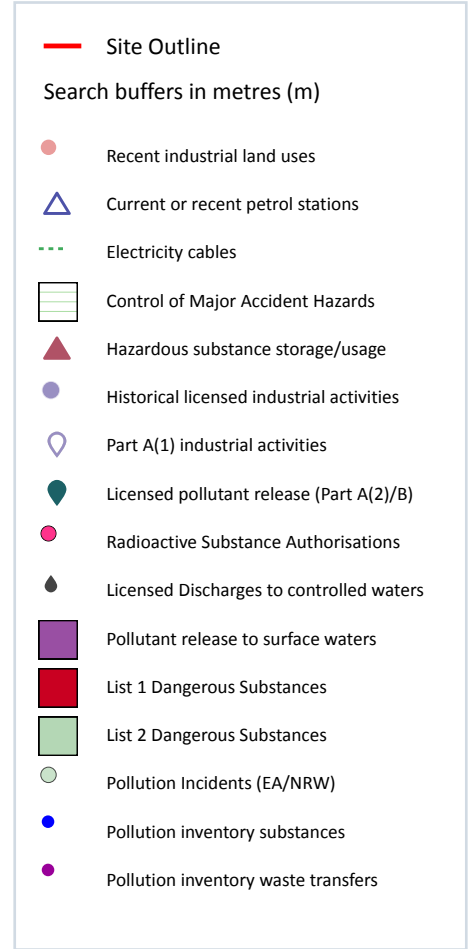 Site Outline
Search buffers in metres (m)
Recent industrial land uses
Current or recent petrol stations
Electricity cables
Control of Major Accident Hazards
Hazardous substance storage/usage
Historical licensed industrial activities
Part A(1) industrial activities
Licensed pollutant release (Part A(2)/B)
Radioactive Substance Authorisations
Licensed Discharges to controlled waters
Pollutant release to surface waters
List 1 Dangerous Substances
List 2 Dangerous Substances
Pollution Incidents (EA/NRW)
Pollution inventory substances
Pollution inventory waste transfers